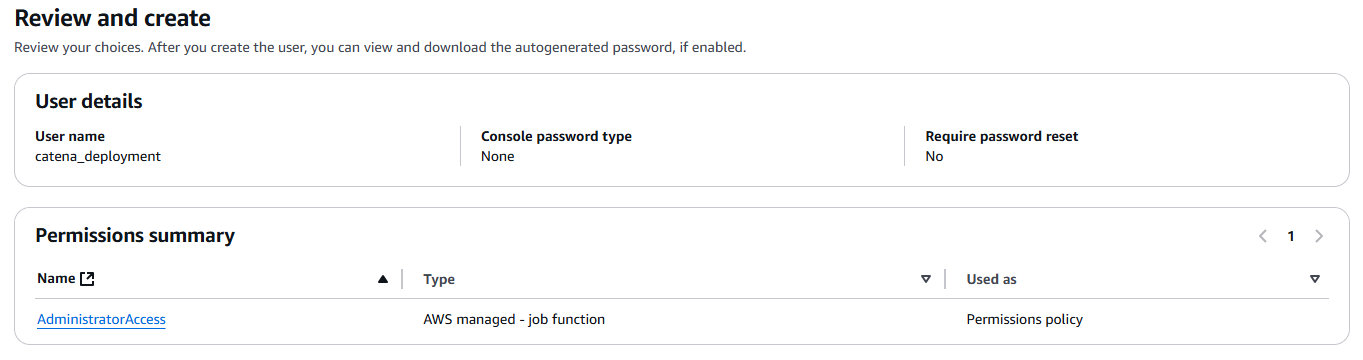 Review and create
Review your choices. After you create the user, you can view and download the autogenerated password, if enabled.
User details
User name
catena_deployment
Console password type
None
Require password reset
No
Permissions summary
1
Name
Type
Used as
AdministratorAccess
AWS managed - job function
Permissions policy